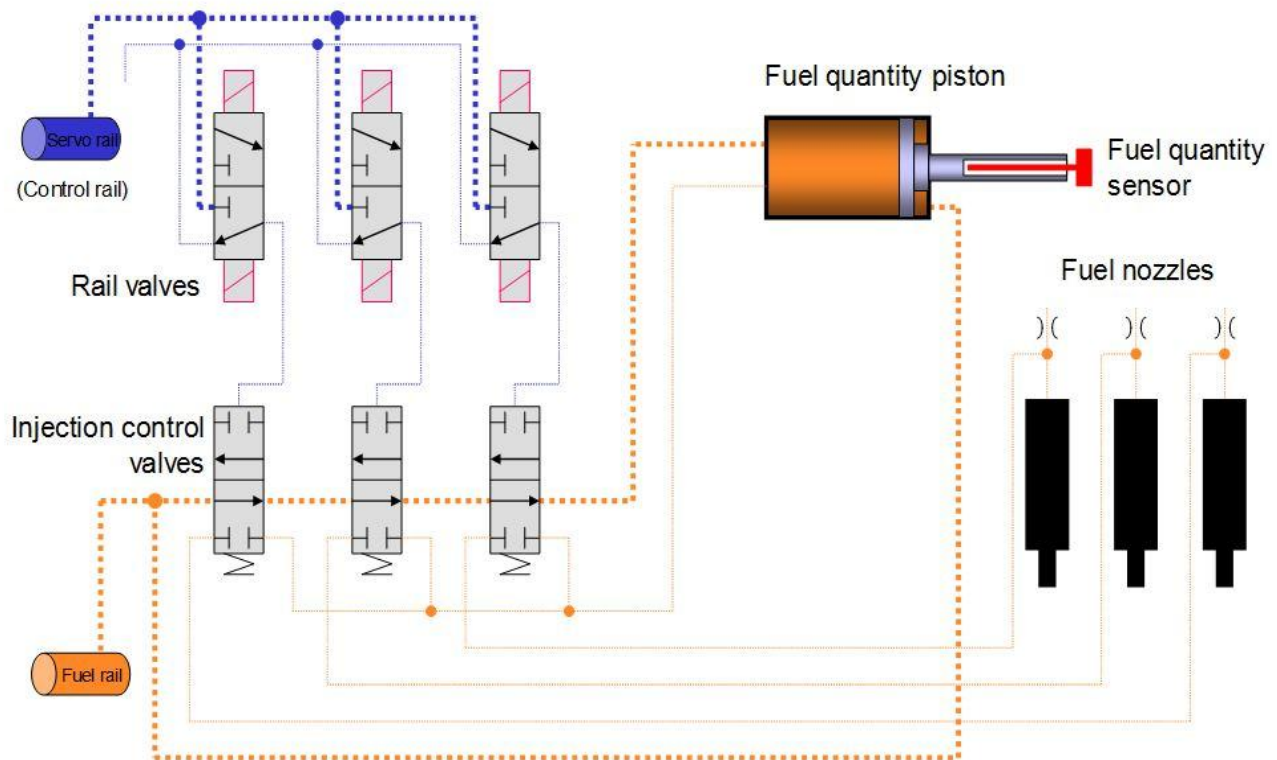 Servo rail
(Control rail)
Rail valves
Injection control
valves
Fuel rail
Fuel quantity piston
Fuel quantity
sensor
Fuel nozzles